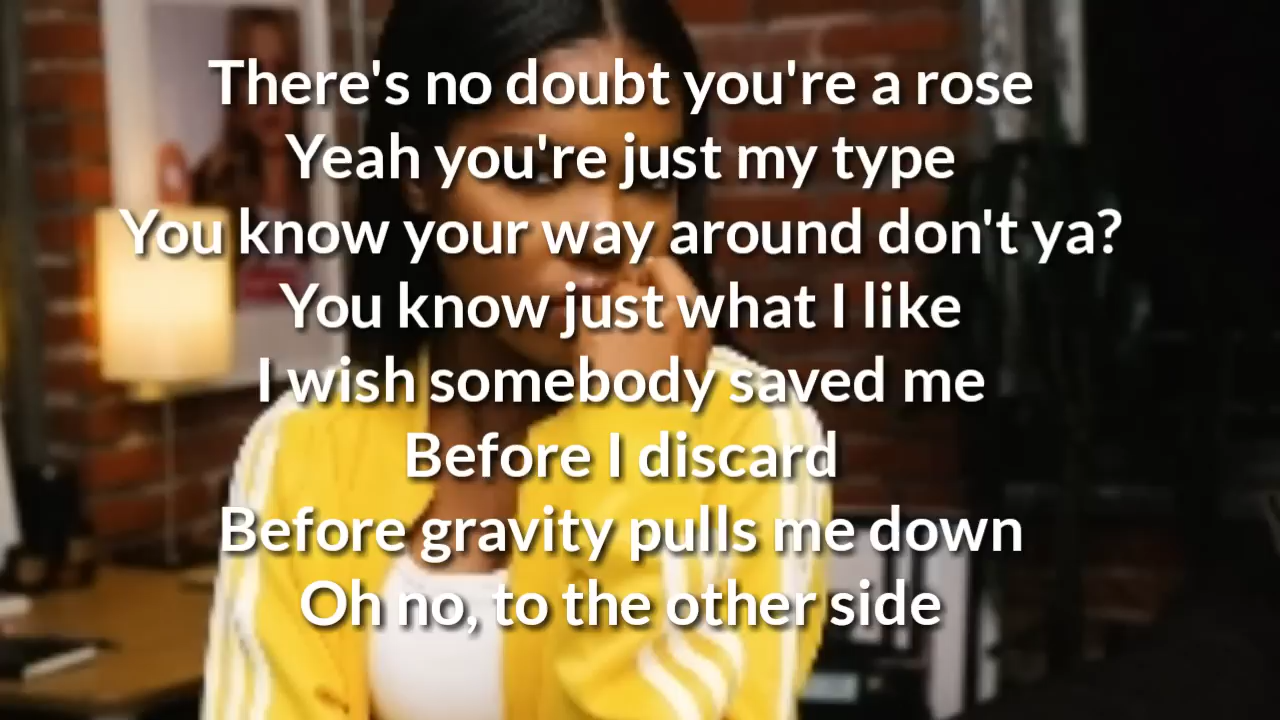 There's no doubt you're a rose
Yeah you're just my type
You know your way around don't ya?
You know just what I like
I wish somebody saved me
Before I discard
Before gravity pulls me down
Oh no, to the other side